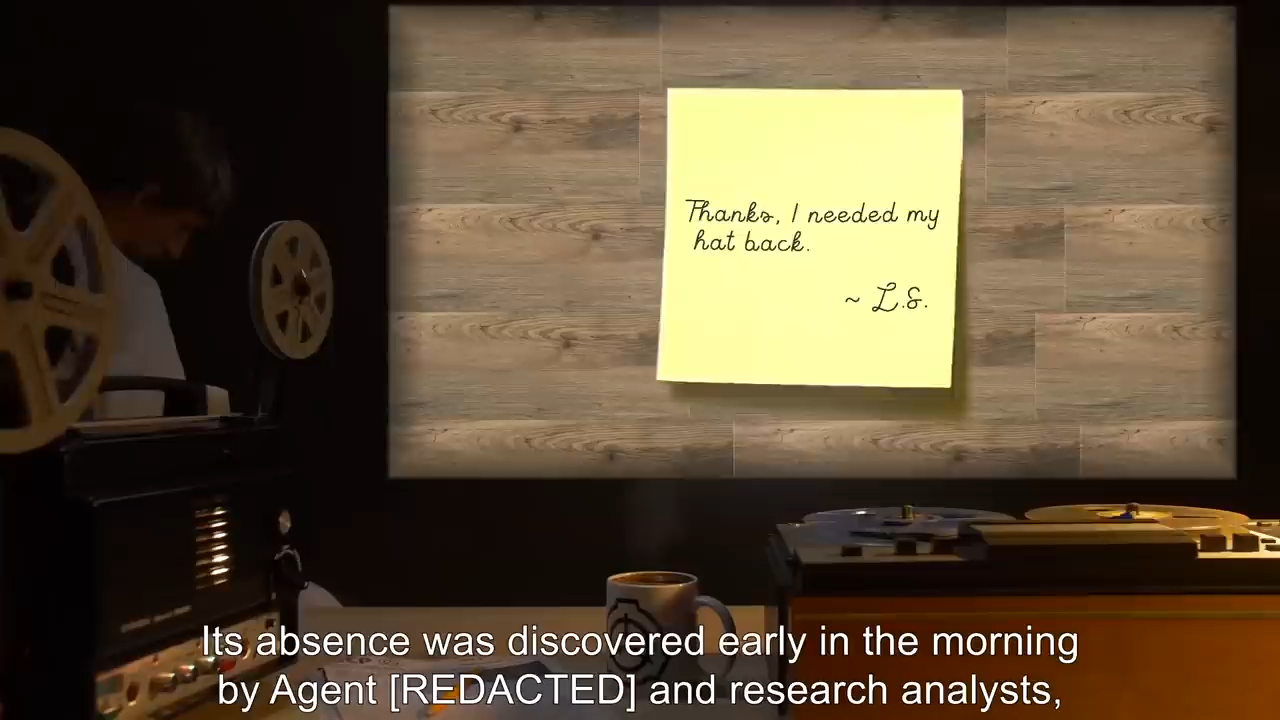 Thanks, I needed my
hat back.
~ L.S.
Its absence was discovered early in the morning
by Agent [REDACTED] and research analysts,